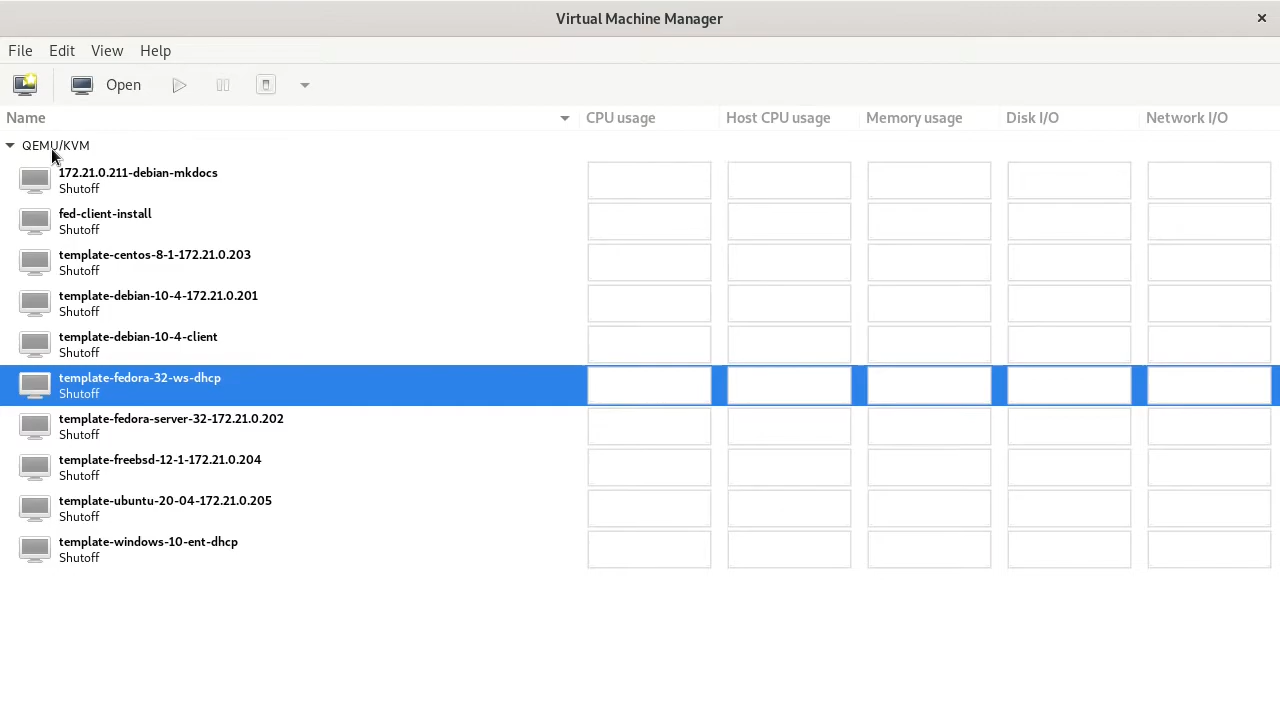 Virtual Machine Manager
File Edit View Help
Open
Name CPU usage Host CPU usage Memory usage Disk I/O Network I/O
QEMU/KVM
172.21.0.211-debian-mkdocs
Shutoff
fed-client-install
Shutoff
template-centos-8-1-172.21.0.203
Shutoff
template-debian-10-4-172.21.0.201
Shutoff
template-debian-10-4-client
Shutoff
template-fedora-32-ws-dhcp
Shutoff
template-fedora-server-32-172.21.0.202
Shutoff
template-freebsd-12-1-172.21.0.204
Shutoff
template-ubuntu-20-04-172.21.0.205
Shutoff
template-windows-10-ent-dhcp
Shutoff